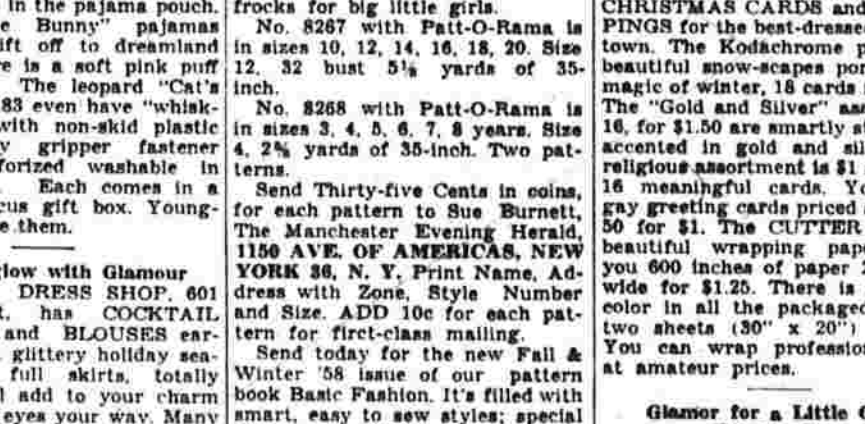 in the pajama pouch.
Bunny" pajamas
off to dreamland
is a soft pink puff
The leopard "Cat's
83 even have "whisk-
with non-skid plastic
gripper fastener
washable in
Each comes in a
gift box. Young-
them.
with Glamour
DRESS SHOP, 601
has COCKTAIL
and BLOUSES ear-
glittery holiday sea-
full skirts, totally
add to your charm
eyes your way. Many
frocks for big little girls.
No. 8267 with Patt-O-Rama is
in sizes 10, 12, 14, 16, 18, 20. Size
12, 32 bust 5⅛ yards of 35-
inch.
No. 8268 with Patt-O-Rama is
in sizes 3, 4, 5, 6, 7, 8 years. Size
4, yards of 35-inch. Two pat-
terns.
Send Thirty-five Cents in coins,
for each pattern to Sue Burnett,
The Manchester Evening Herald,
1150 AVE. OF AMERICAS, NEW
YORK 36, N. Y. Print Name, Ad-
dress with Zone, Style Number
and Size. ADD 10c for each pat-
tern for firct-class mailing.
Send today for the new Fall &
Winter '58 issue of our pattern
book Basic Fashion. It's filled with
smart, easy to sew styles; special
CHRISTMAS CARDS and
PINGS for the best-dressed
town. The Kodachrome
beautiful snow-scapes
magic of winter, 18 cards
The "Gold and Silver"
16, for $1.50 are smartly
accented in gold and
religious assortment is $1
16 meaningful cards.
gay greeting cards priced
50 for $1. The CUTTER
beautiful wrapping
you 600 inches of paper
wide for $1.25. There is
color in all the
two sheets (30" x 20")
You can wrap
at amateur prices.
Glamor for a Little